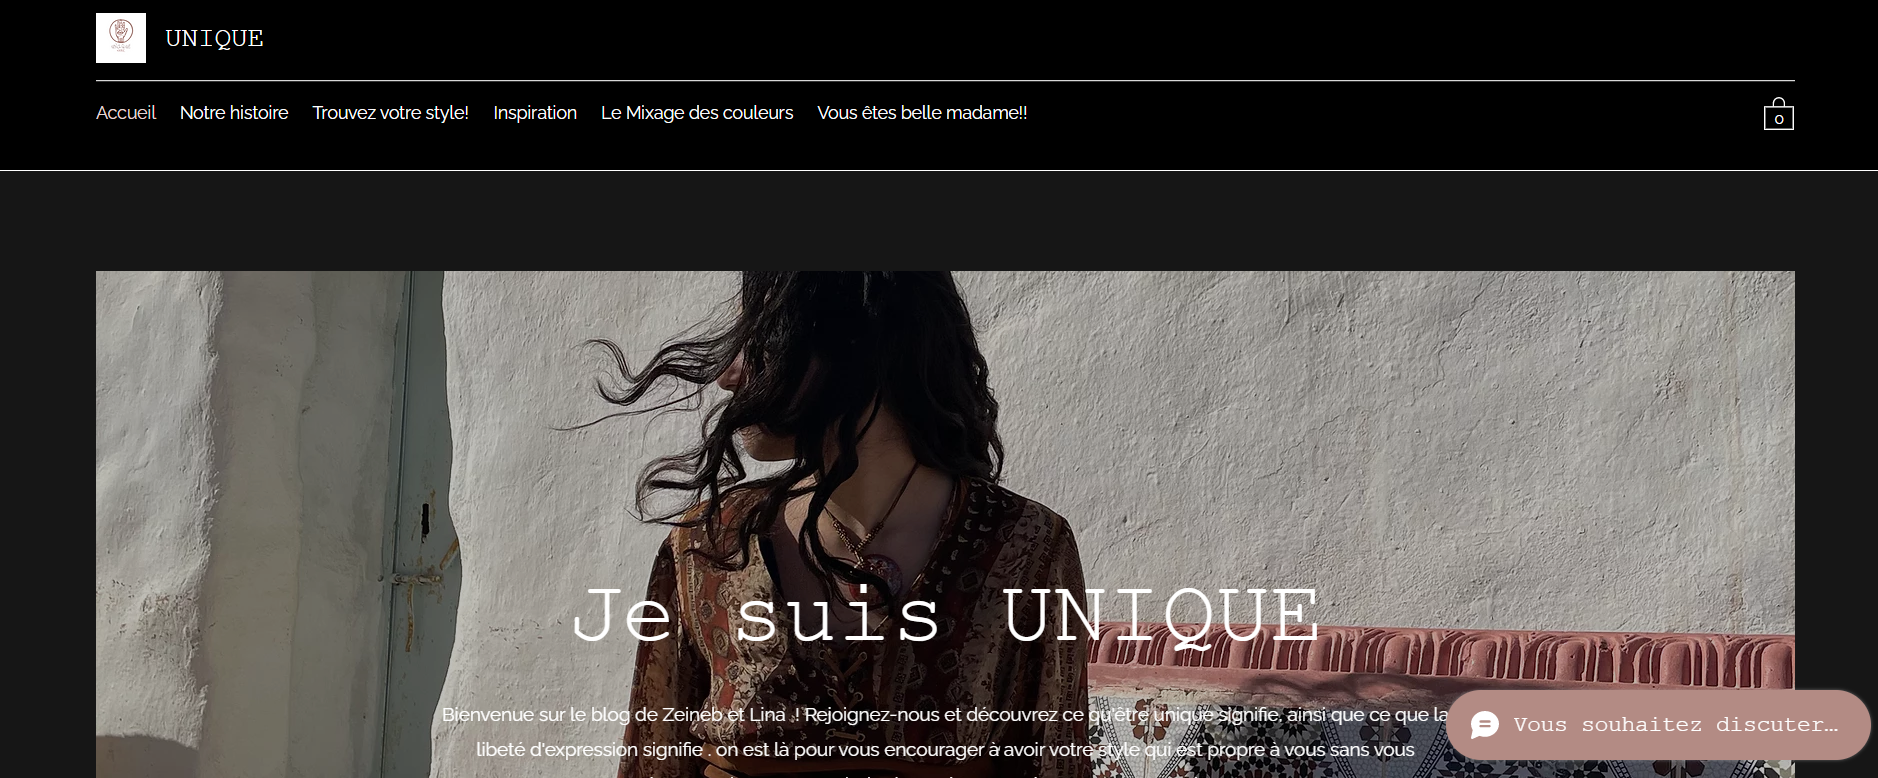 UNIQUE
Accueil Notre histoire Trouvez votre style! Inspiration Le Mixage des couleurs Vous êtes belle madame!!
0
Je suis UNIQUE
Bienvenue sur le blog de Zeineb et Lina .! Rejoignez-nous et découvrez ce qu'être unique signifie, ainsi que ce que la
libeté d'expression signifie . on est là pour vous encourager à avoir votre style qui est propre à vous sans vous
Vous souhaitez discuter...